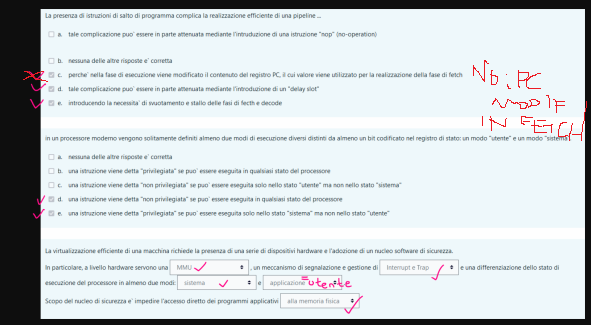 La presenza di istruzioni di salto di programma complica la realizzazione efficiente di una pipeline ...
a. tale complicazione puo' essere in parte attenuata mediante l'introduzione di una istruzione "nop" (no-operation)
b. nessuna delle altre risposte e' corretta
c. perche' nella fase di esecuzione viene modificato il contenuto del registro PC, il cui valore viene utilizzato per la realizzazione della fase di fetch
d. tale complicazione puo' essere in parte attenuata mediante l'introduzione di un "delay slot"
e. introducendo la necessita' di svuotamento e stallo delle fasi di fecth e decode
Nb: PC
MODIF
IN FETCH
in un processore moderno vengono solitamente definiti almeno due modi di esecuzione diversi distinti da almeno un bit codificato nel registro di stato: un modo "utente" e un modo "sistema"
a. nessuna delle altre risposte e' corretta
b. una istruzione viene detta "privilegiata" se puo' essere eseguita in qualsiasi stato del processore
c. una istruzione viene detta "non privilegiata" se puo' essere eseguita solo nello stato "utente" ma non nello stato "sistema"
d. una istruzione viene detta "non privilegiata" se puo' essere eseguita in qualsiasi stato del processore
e. una istruzione viene detta "privilegiata" se puo' essere eseguita solo nello stato "sistema" ma non nello stato "utente"
La virtualizzazione efficiente di una macchina richiede la presenza di una serie di dispositivi hardware e l'adozione di un nucleo software di sicurezza.
In particolare, a livello hardware servono una MMU , un meccanismo di segnalazione e gestione di Interrupt e Trap e una differenziazione dello stato di
esecuzione del processore in almeno due modi: sistema e applicazione =utente
Scopo del nucleo di sicurezza e' impedire l'accesso diretto dei programmi applicativi alla memoria fisica